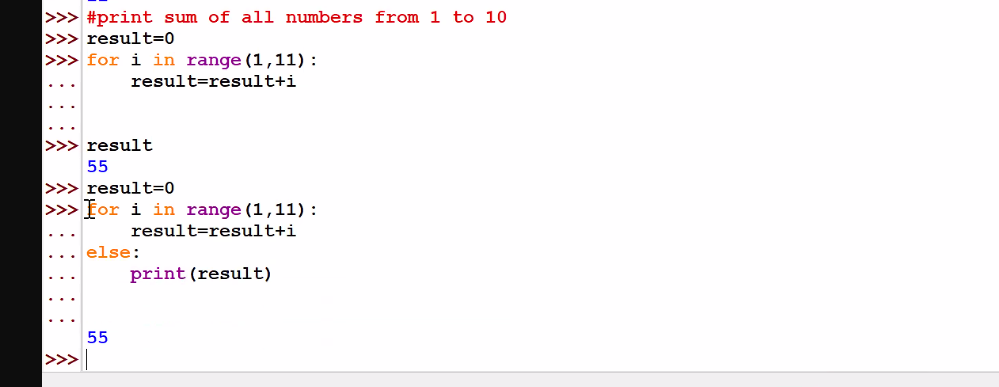 >>> #print sum of all numbers from 1 to 10
>>> result=0
>>> for i in range(1,11):
...     result=result+i
...
...
>>> result
55
>>> result=0
>>> for i in range(1,11):
...     result=result+i
... else:
...     print(result)
...
...
55
>>>